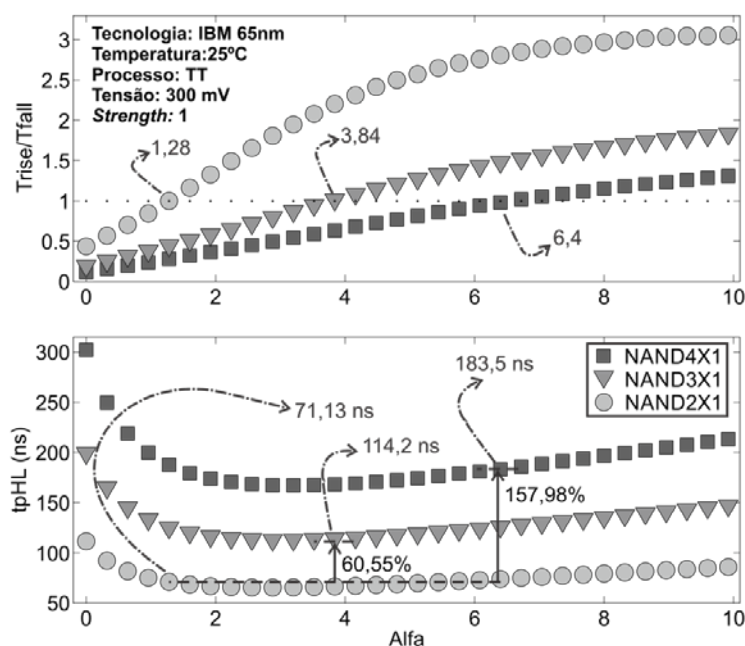 Tecnologia: IBM 65nm
Temperatura:25ºC
Processo: TT
Tensão: 300 mV
Strength: 1
Trise/Tfall
3
2.5
2
1.5
1
0.5
0
1,28
3,84
6,4
0 2 4 6 8 10
tpHL (ns)
300
250
200
150
100
50
183,5 ns
71,13 ns
114,2 ns
157,98%
60,55%
NAND4X1
NAND3X1
NAND2X1
0 2 4 6 8 10
Alfa